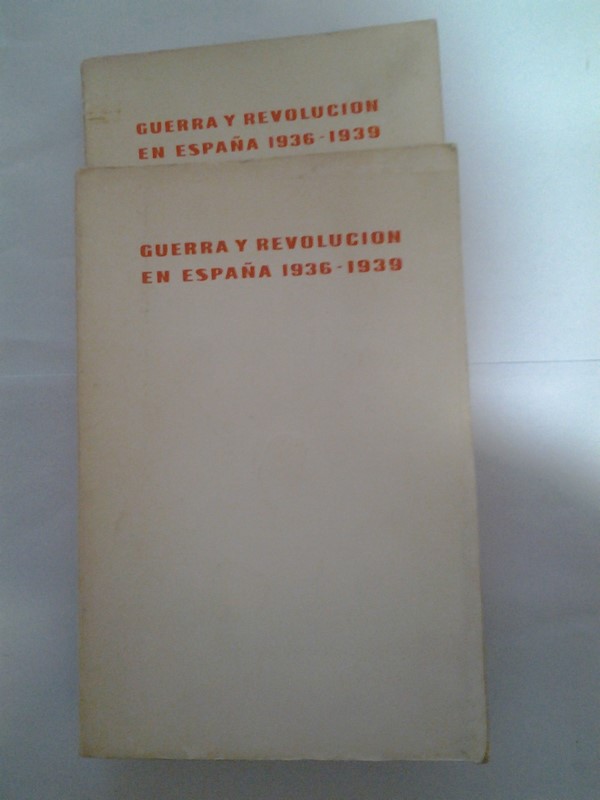 GUERRA Y REVOLUCION
EN ESPAÑA 1936-1939
GUERRA Y REVOLUCION
EN ESPAÑA 1936-1939